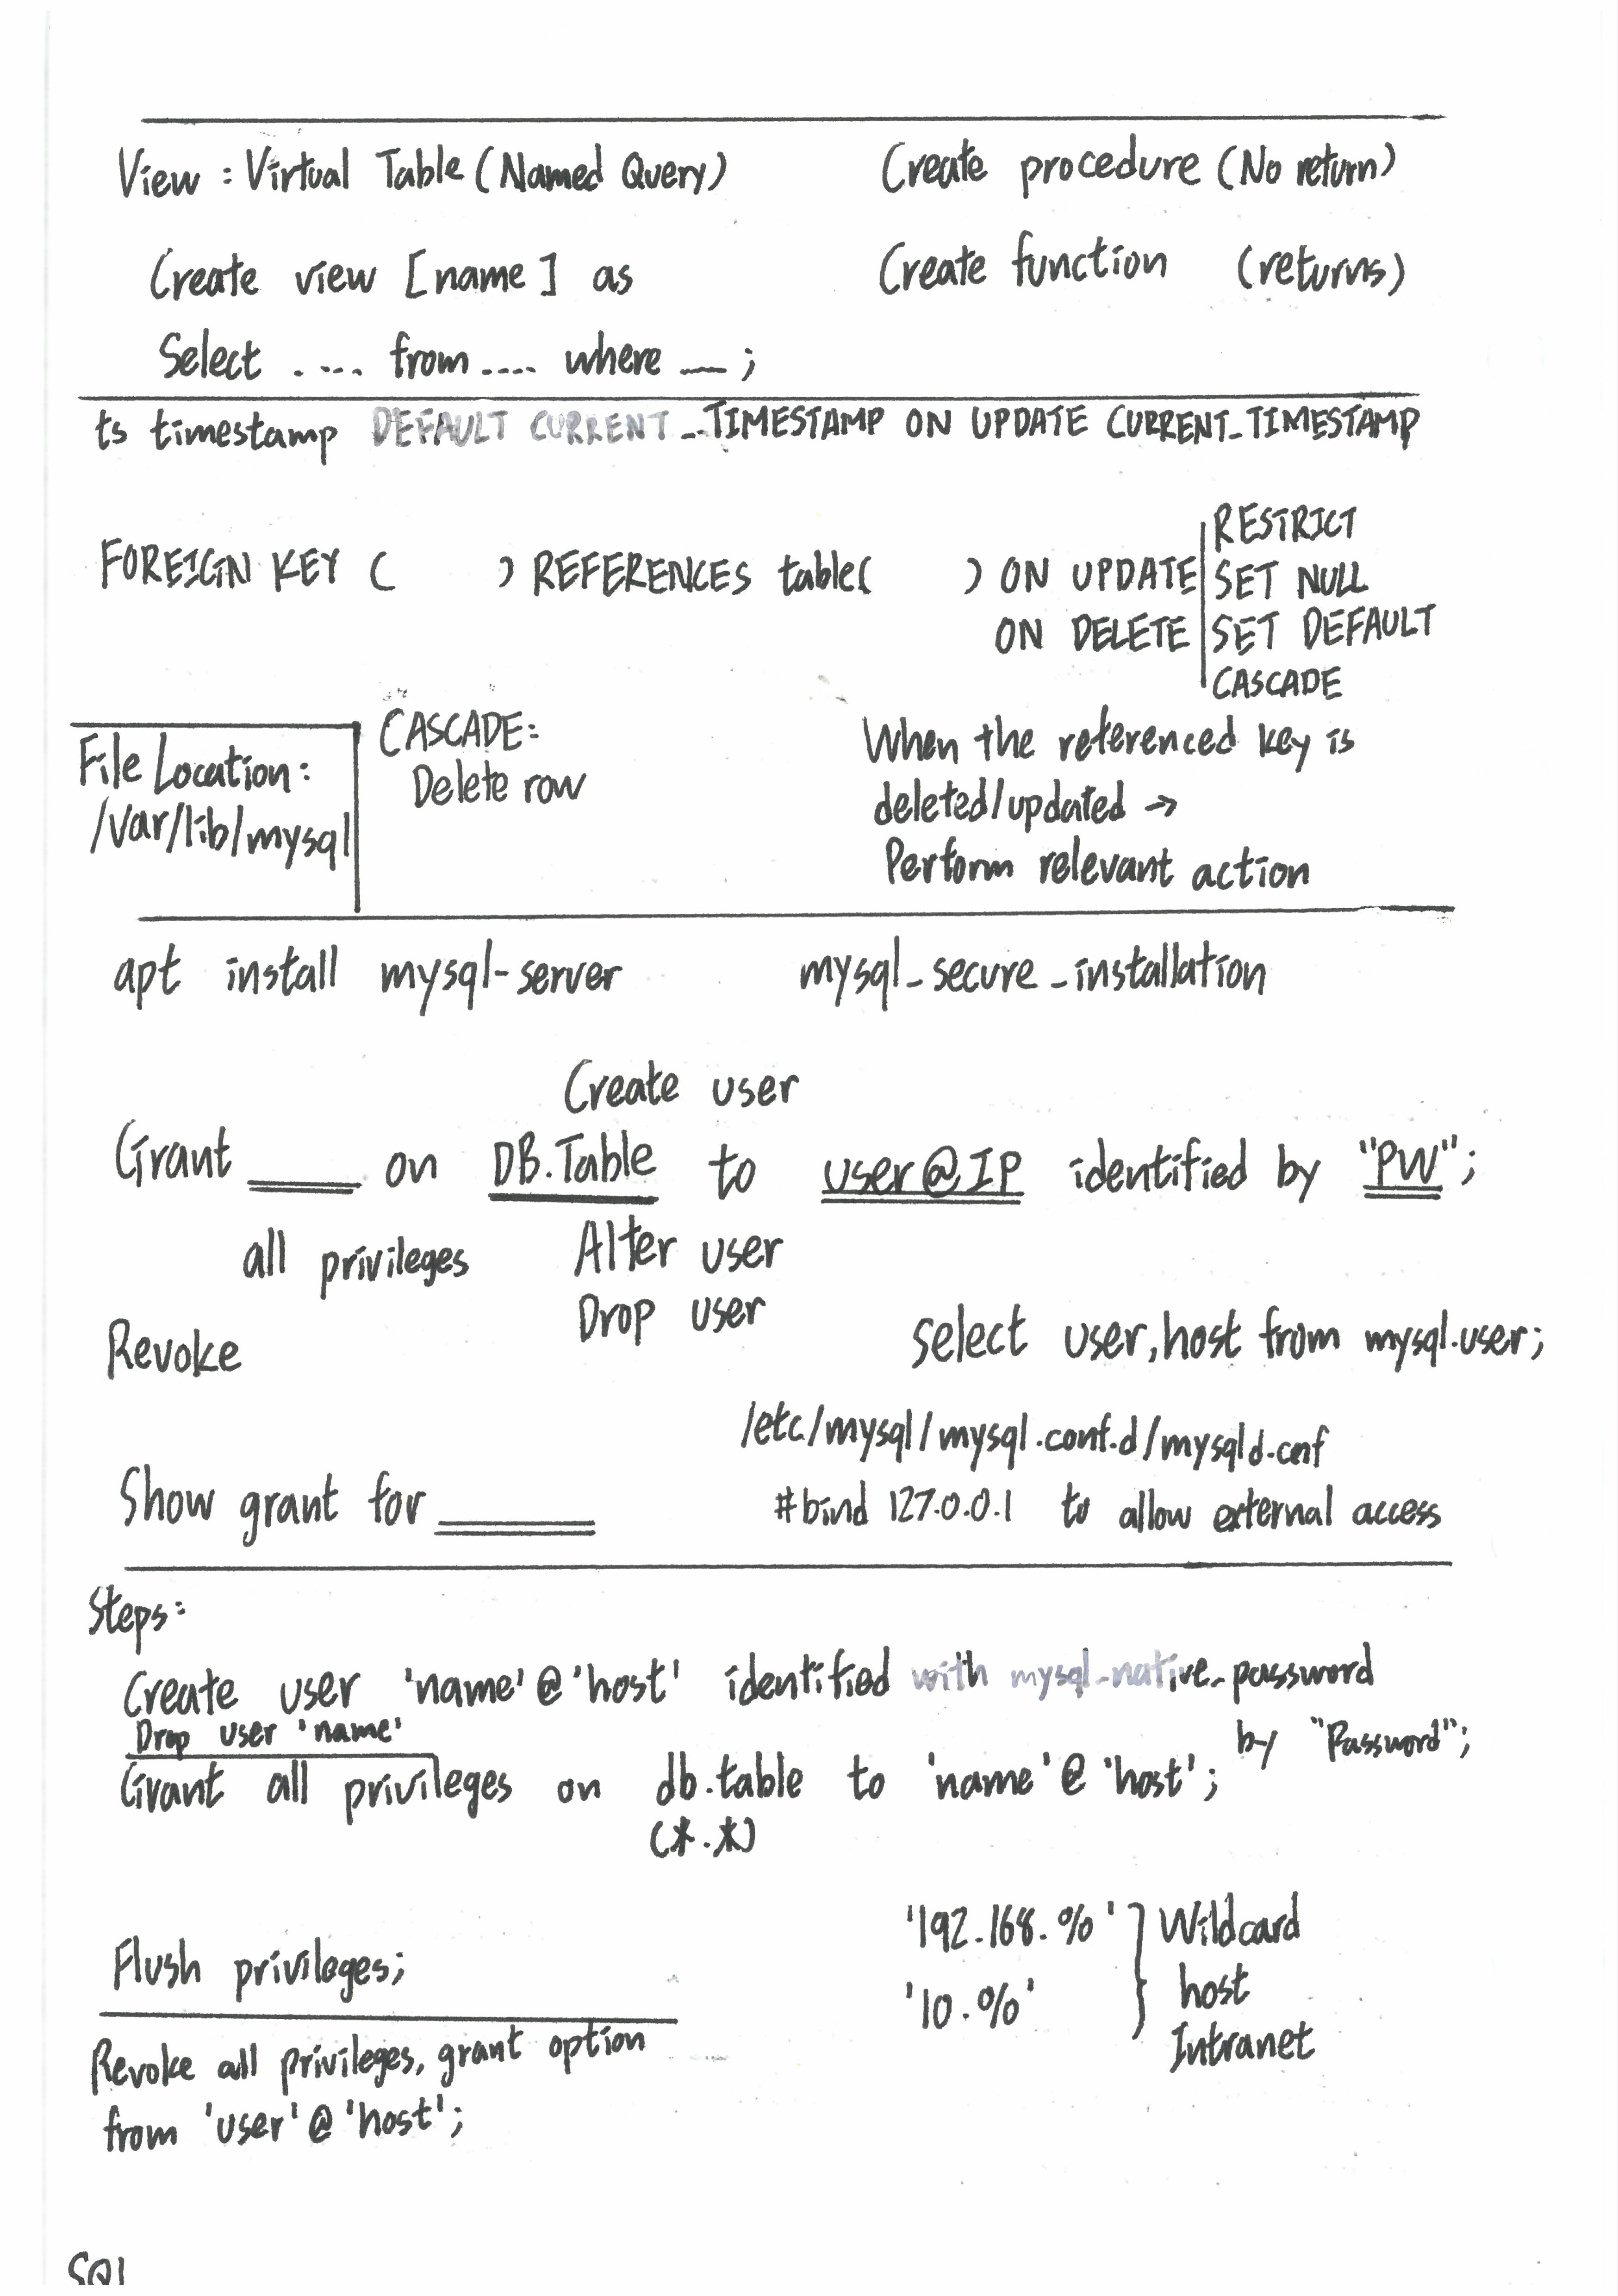 View : Virtual Table (Named Query)
Create view [name] as
Select .... from .... where __ ;
Create procedure (No return)
Create function (returns)
ts timestamp DEFAULT CURRENT_TIMESTAMP ON UPDATE CURRENT_TIMESTAMP
FOREIGN KEY ( ) REFERENCES table( ) ON UPDATE
ON DELETE
RESTRICT
SET NULL
SET DEFAULT
CASCADE
File Location:
/var/lib/mysql
CASCADE:
Delete row
When the referenced key is
deleted/updated →
Perform relevant action
apt install mysql-server
mysql_secure_installation
Create user
Grant ____ on DB.Table to user@IP identified by "PW";
all privileges
Alter user
Drop user
Revoke
select user,host from mysql.user;
/etc/mysql/mysql.conf.d/mysqld.cnf
#bind 127.0.0.1 to allow external access
Show grant for ______
Steps:
Create user 'name'@'host' identified with mysql_native_password
by "Password";
Drop user 'name'
Grant all privileges on db.table to 'name'@'host';
(*.*)
Flush privileges;
'192.168.%'
'10.%'
Wildcard
host
Intranet
Revoke all privileges, grant option
from 'user'@'host';
SQL